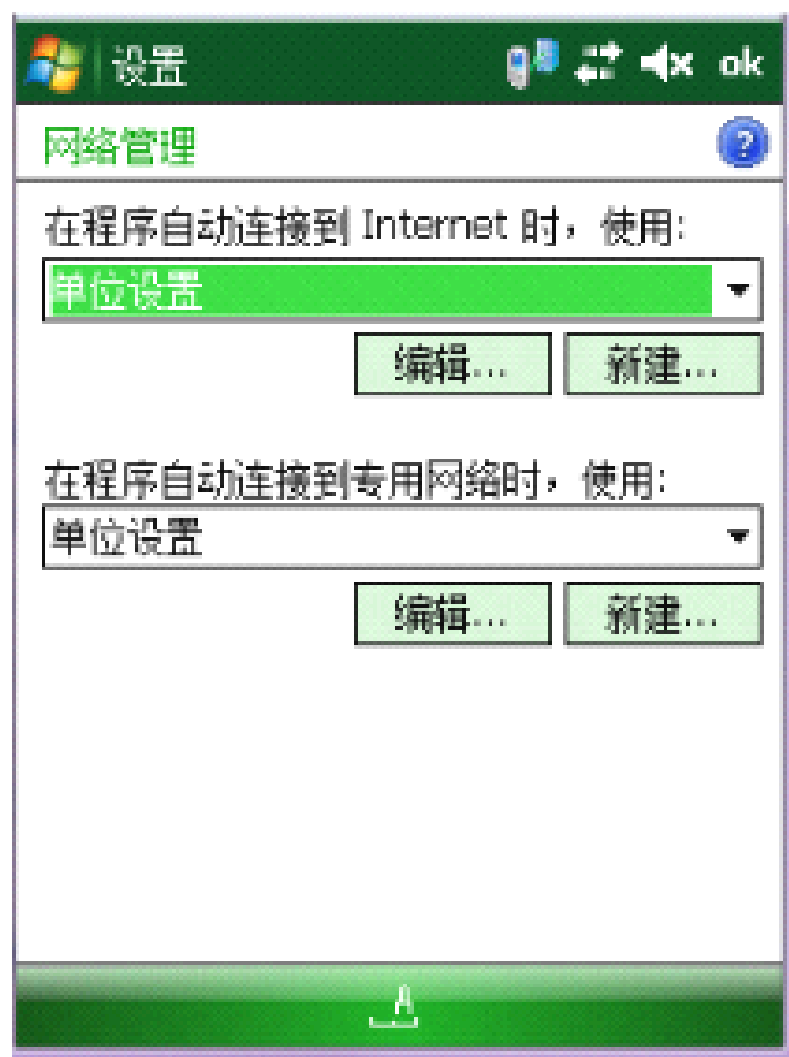 设置 ok
网络管理 ?
在程序自动连接到 Internet 时，使用:
单位设置
编辑... 新建...
在程序自动连接到专用网络时，使用:
单位设置
编辑... 新建...
A